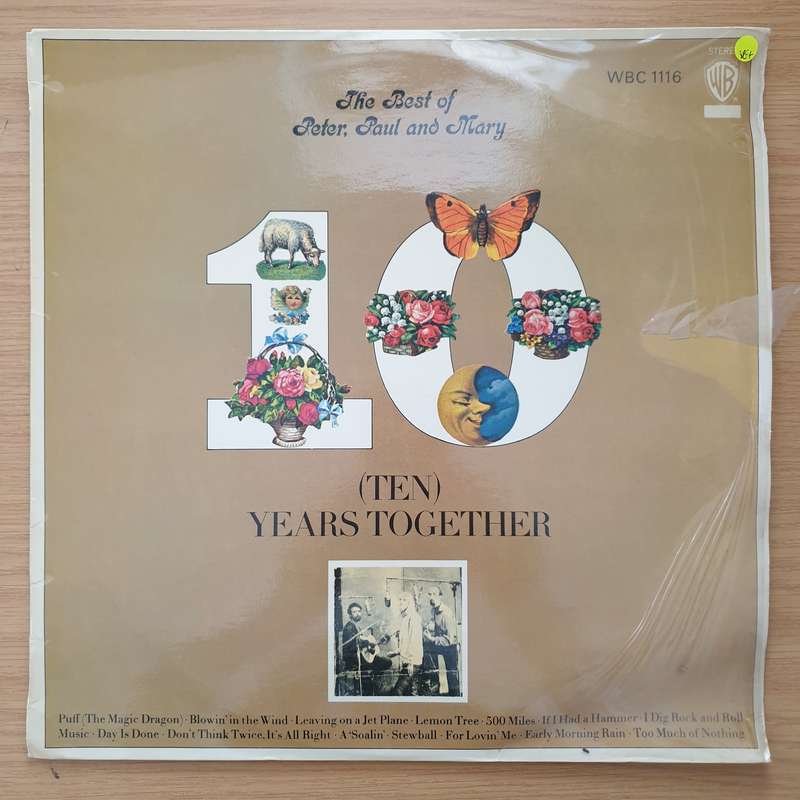 STEREO
VG+
WBC 1116
WB
The Best of
Peter, Paul and Mary
10
(TEN)
YEARS TOGETHER
Puff (The Magic Dragon) · Blowin' in the Wind · Leaving on a Jet Plane · Lemon Tree · 500 Miles · If I Had a Hammer · I Dig Rock and Roll
Music · Day Is Done · Don't Think Twice, It's All Right · A 'Soalin' · Stewball · For Lovin' Me · Early Morning Rain · Too Much of Nothing